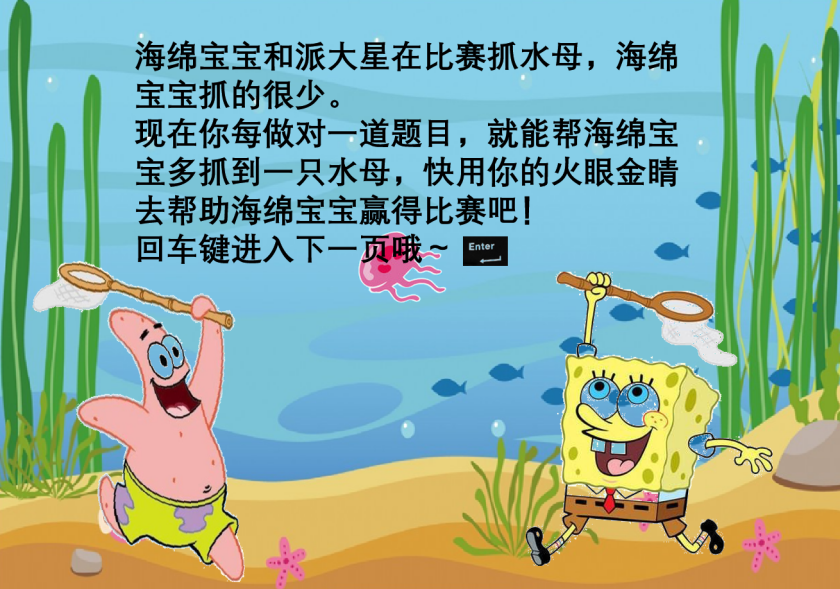 海绵宝宝和派大星在比赛抓水母，海绵
宝宝抓的很少。
现在你每做对一道题目，就能帮海绵宝
宝多抓到一只水母，快用你的火眼金睛
去帮助海绵宝宝赢得比赛吧！
回车键进入下一页哦～ Enter